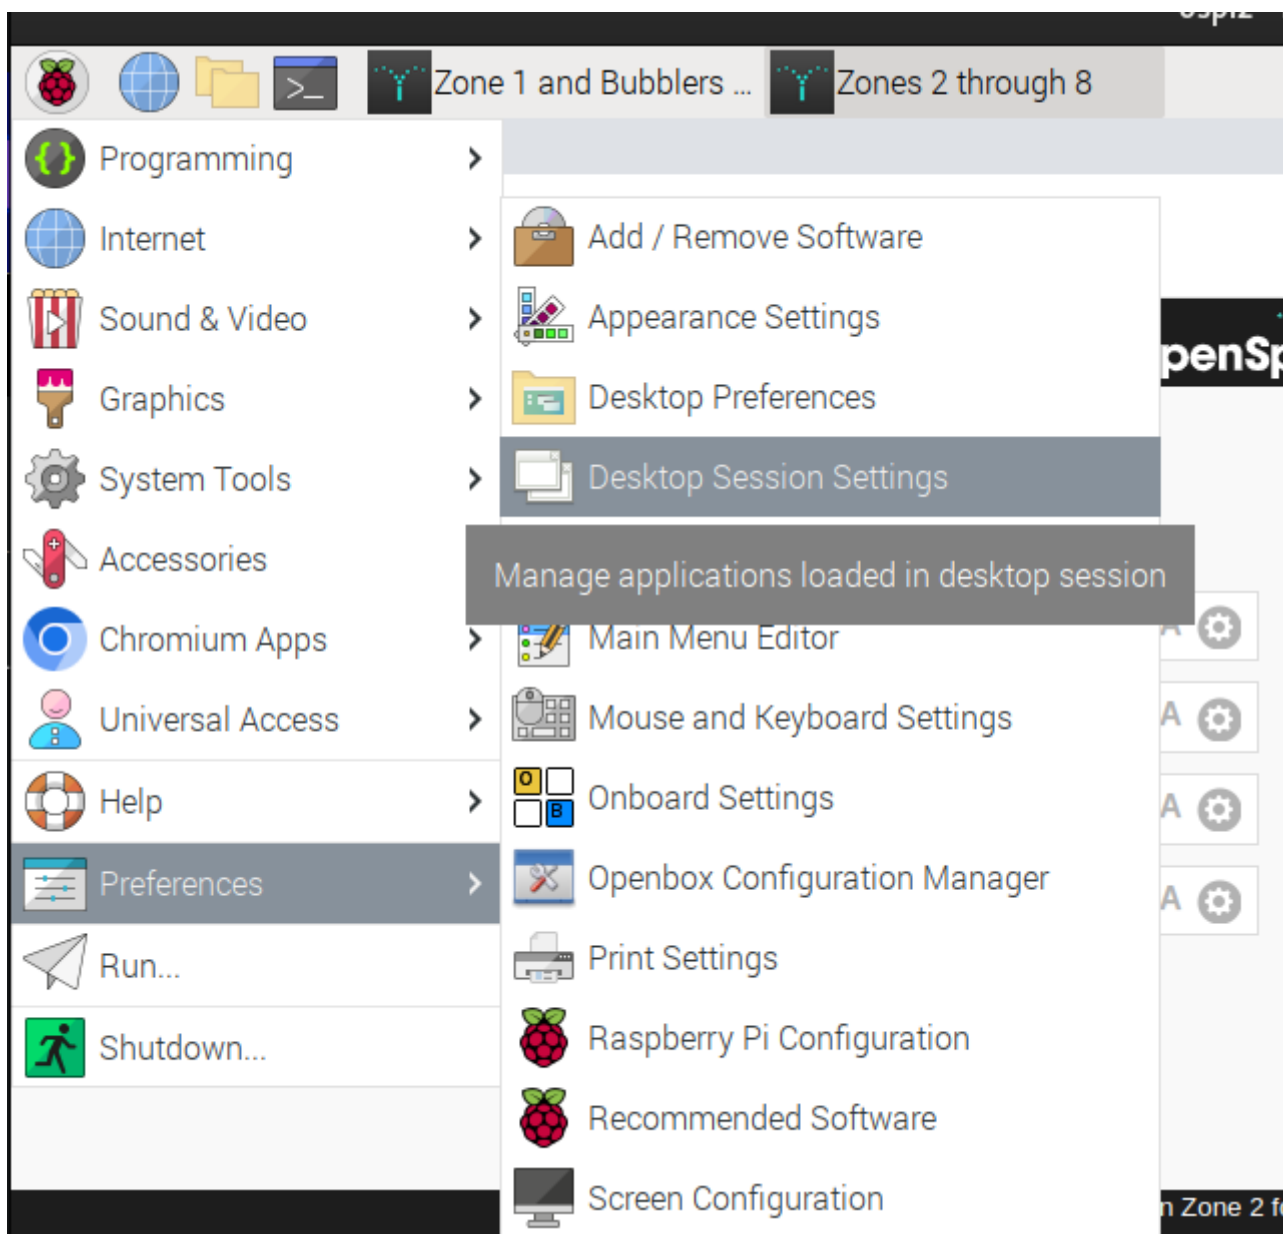 Zone 1 and Bubblers ...
Zones 2 through 8
Programming
Internet
Sound & Video
Graphics
System Tools
Accessories
Chromium Apps
Universal Access
Help
Preferences
Run...
Shutdown...
Add / Remove Software
Appearance Settings
Desktop Preferences
Desktop Session Settings
Manage applications loaded in desktop session
Main Menu Editor
Mouse and Keyboard Settings
O
B
Onboard Settings
Openbox Configuration Manager
Print Settings
Raspberry Pi Configuration
Recommended Software
Screen Configuration
penSp
A
A
A
A
n Zone 2 fo